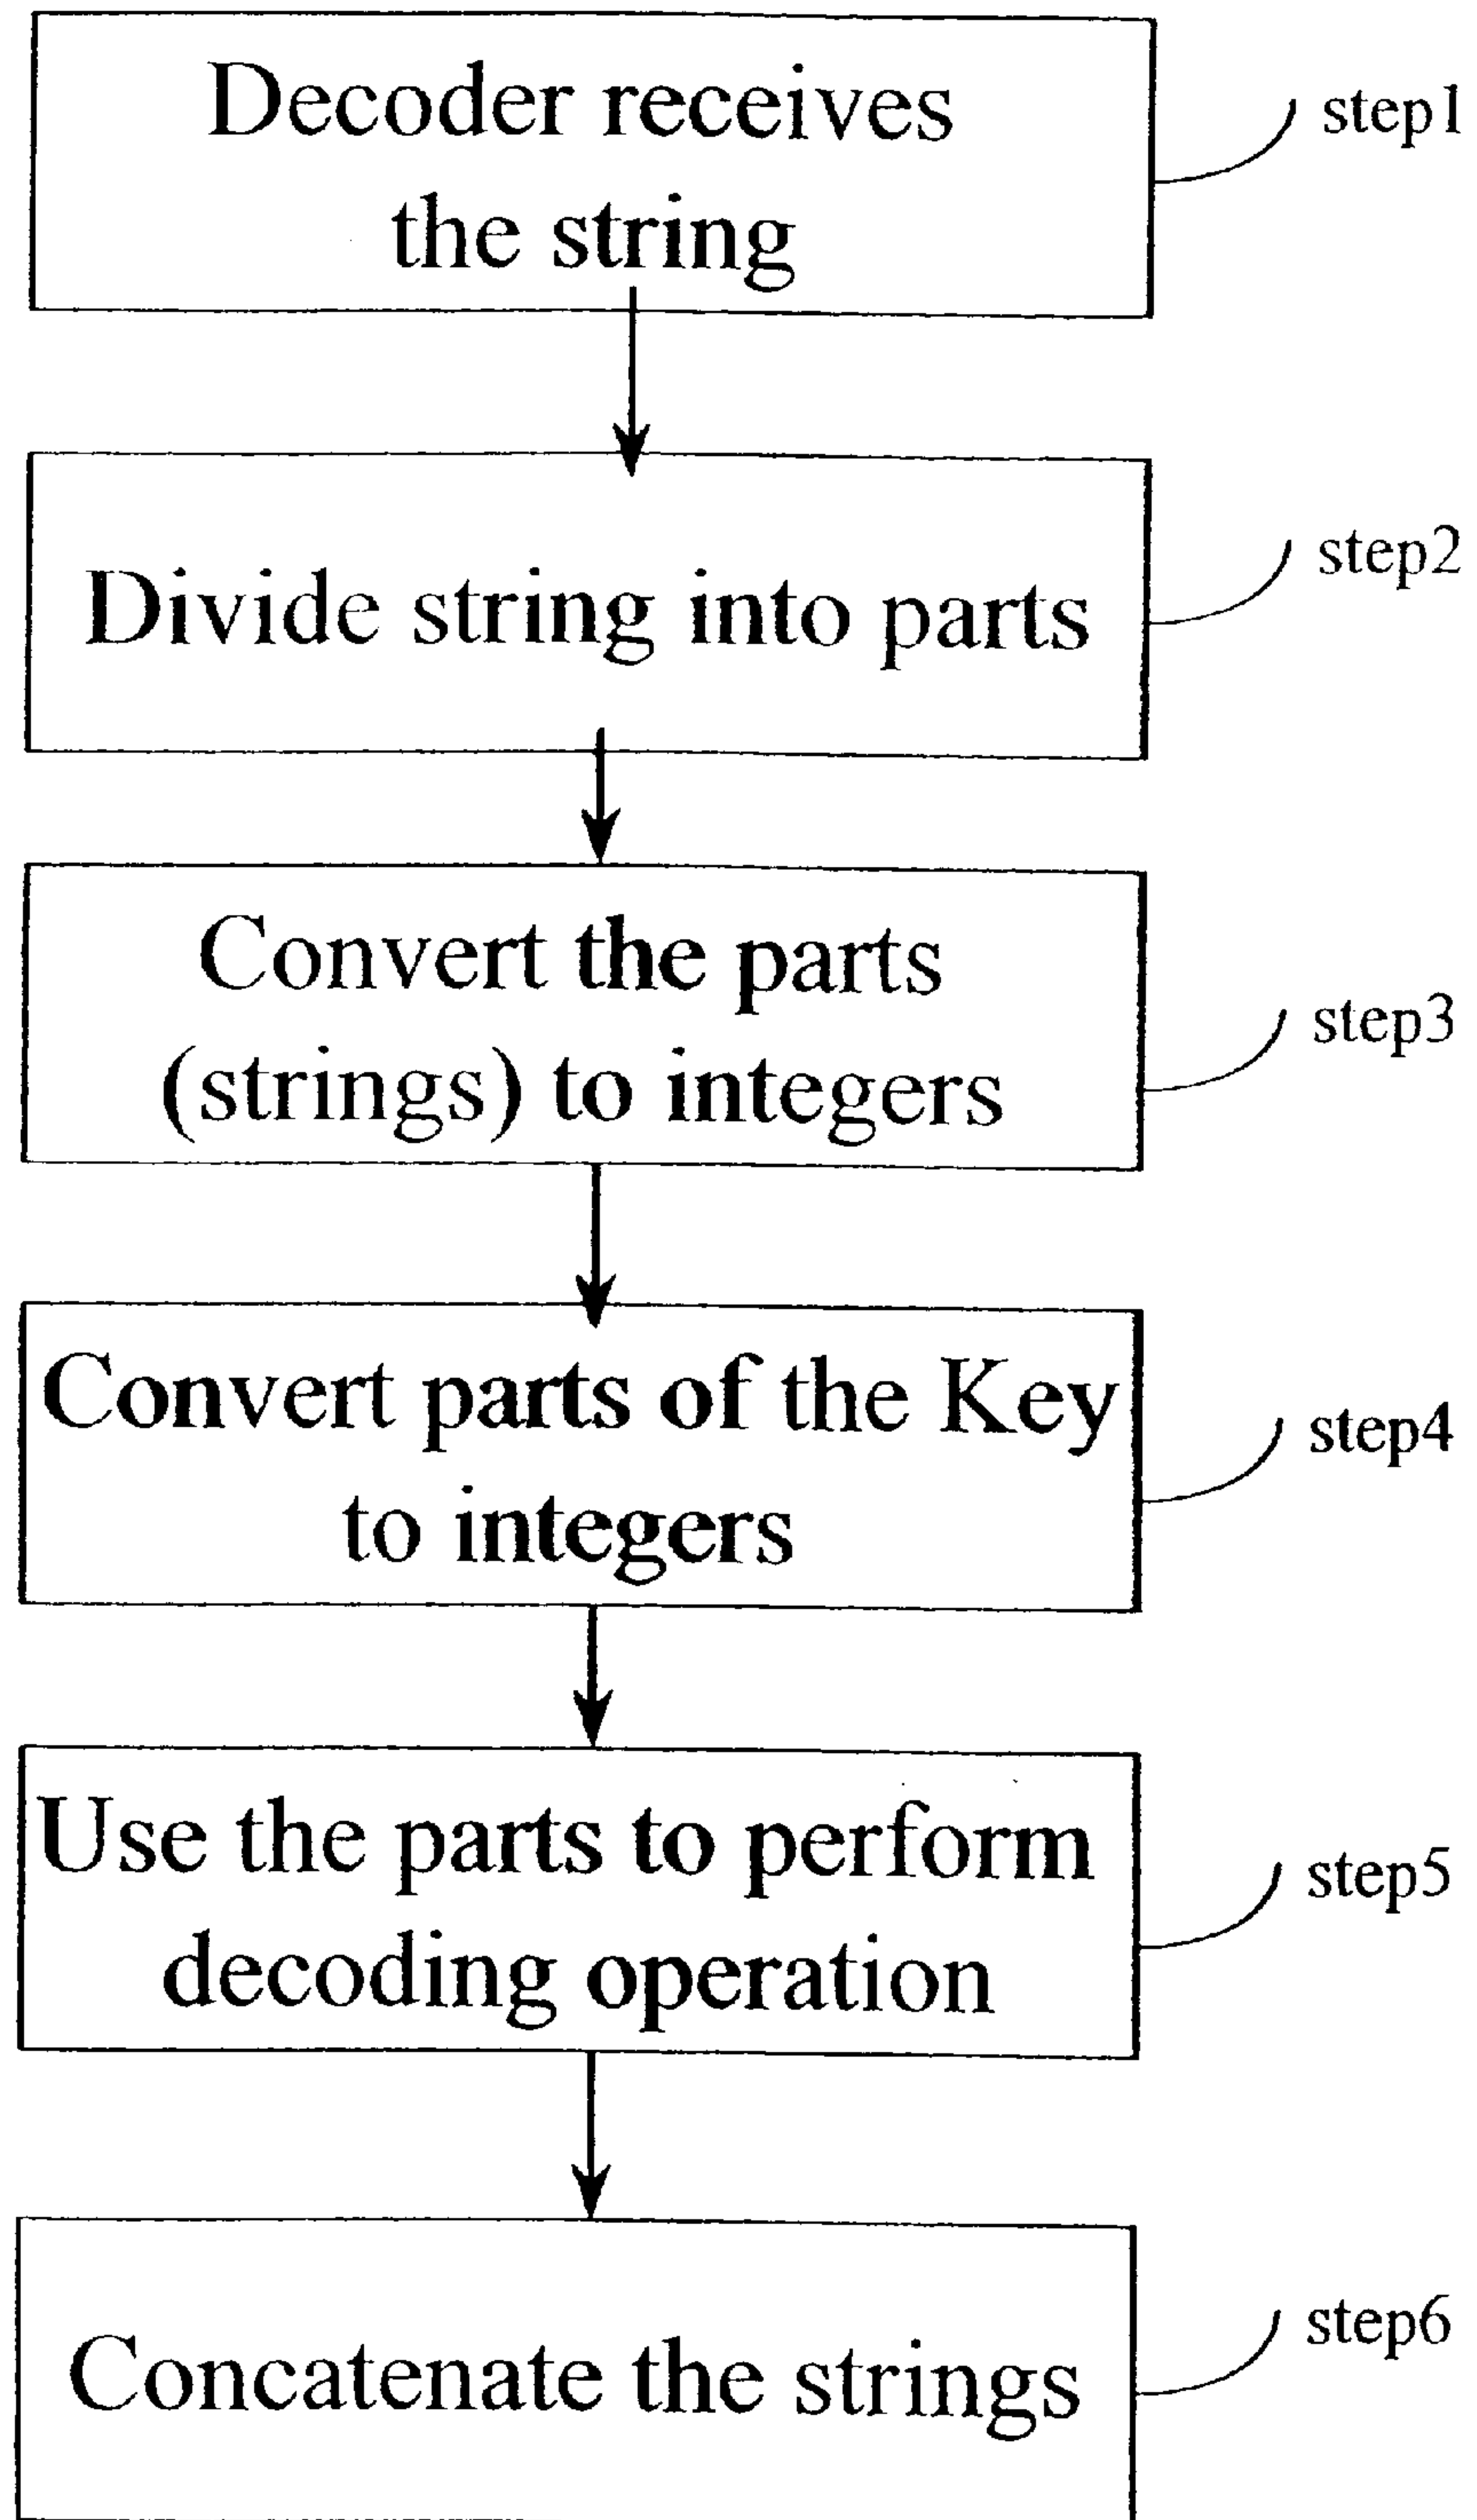 Decoder receives
the string
step1
Divide string into parts
step2
Convert the parts
(strings) to integers
step3
Convert parts of the Key
to integers
step4
Use the parts to perform
decoding operation
step5
Concatenate the strings
step6